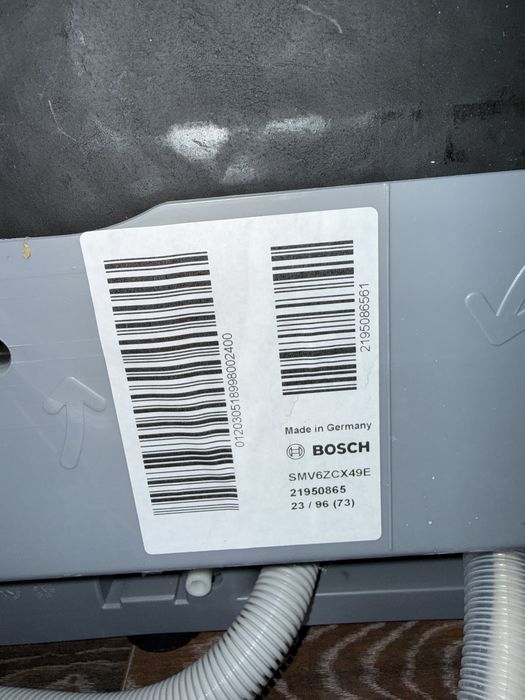 012030518998002400
2195086561
Made in Germany
BOSCH
SMV6ZCX49E
21950865
23 / 96 (73)